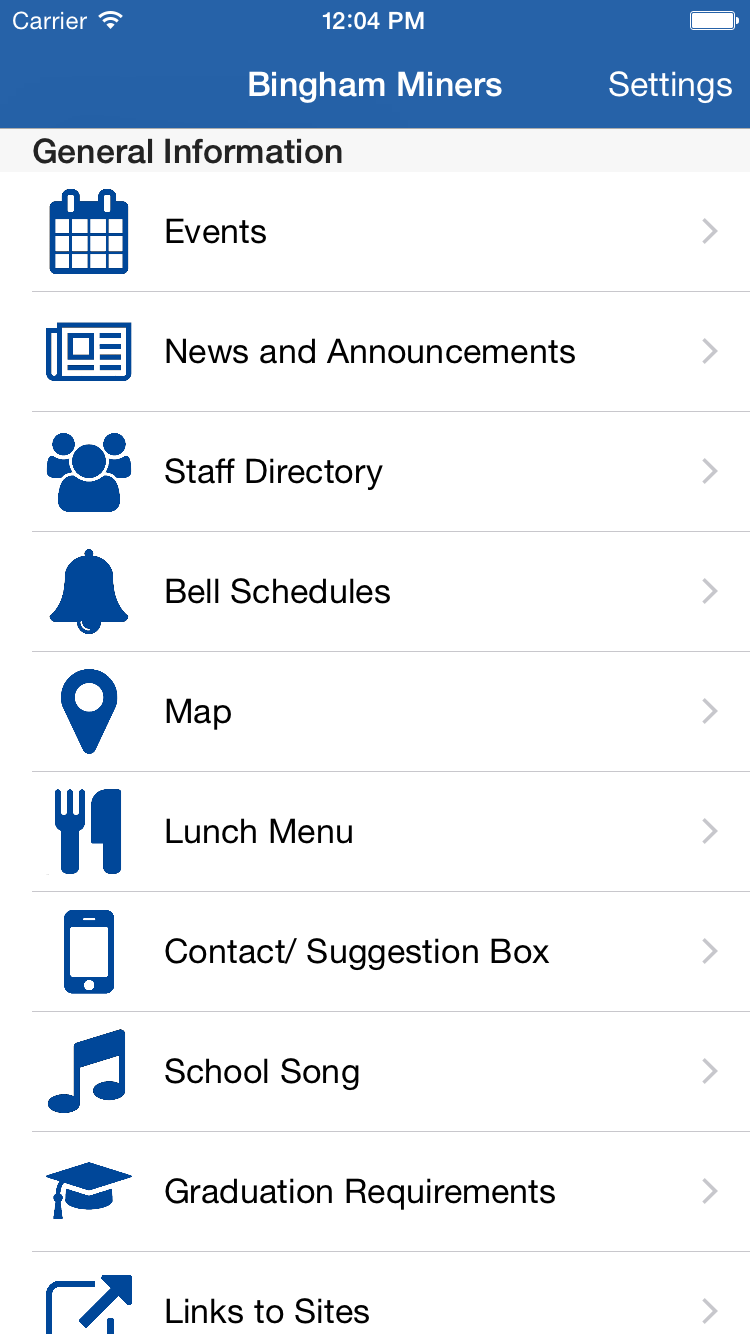 Carrier 12:04 PM
Bingham Miners Settings
General Information
Events
News and Announcements
Staff Directory
Bell Schedules
Map
Lunch Menu
Contact/ Suggestion Box
School Song
Graduation Requirements
Links to Sites